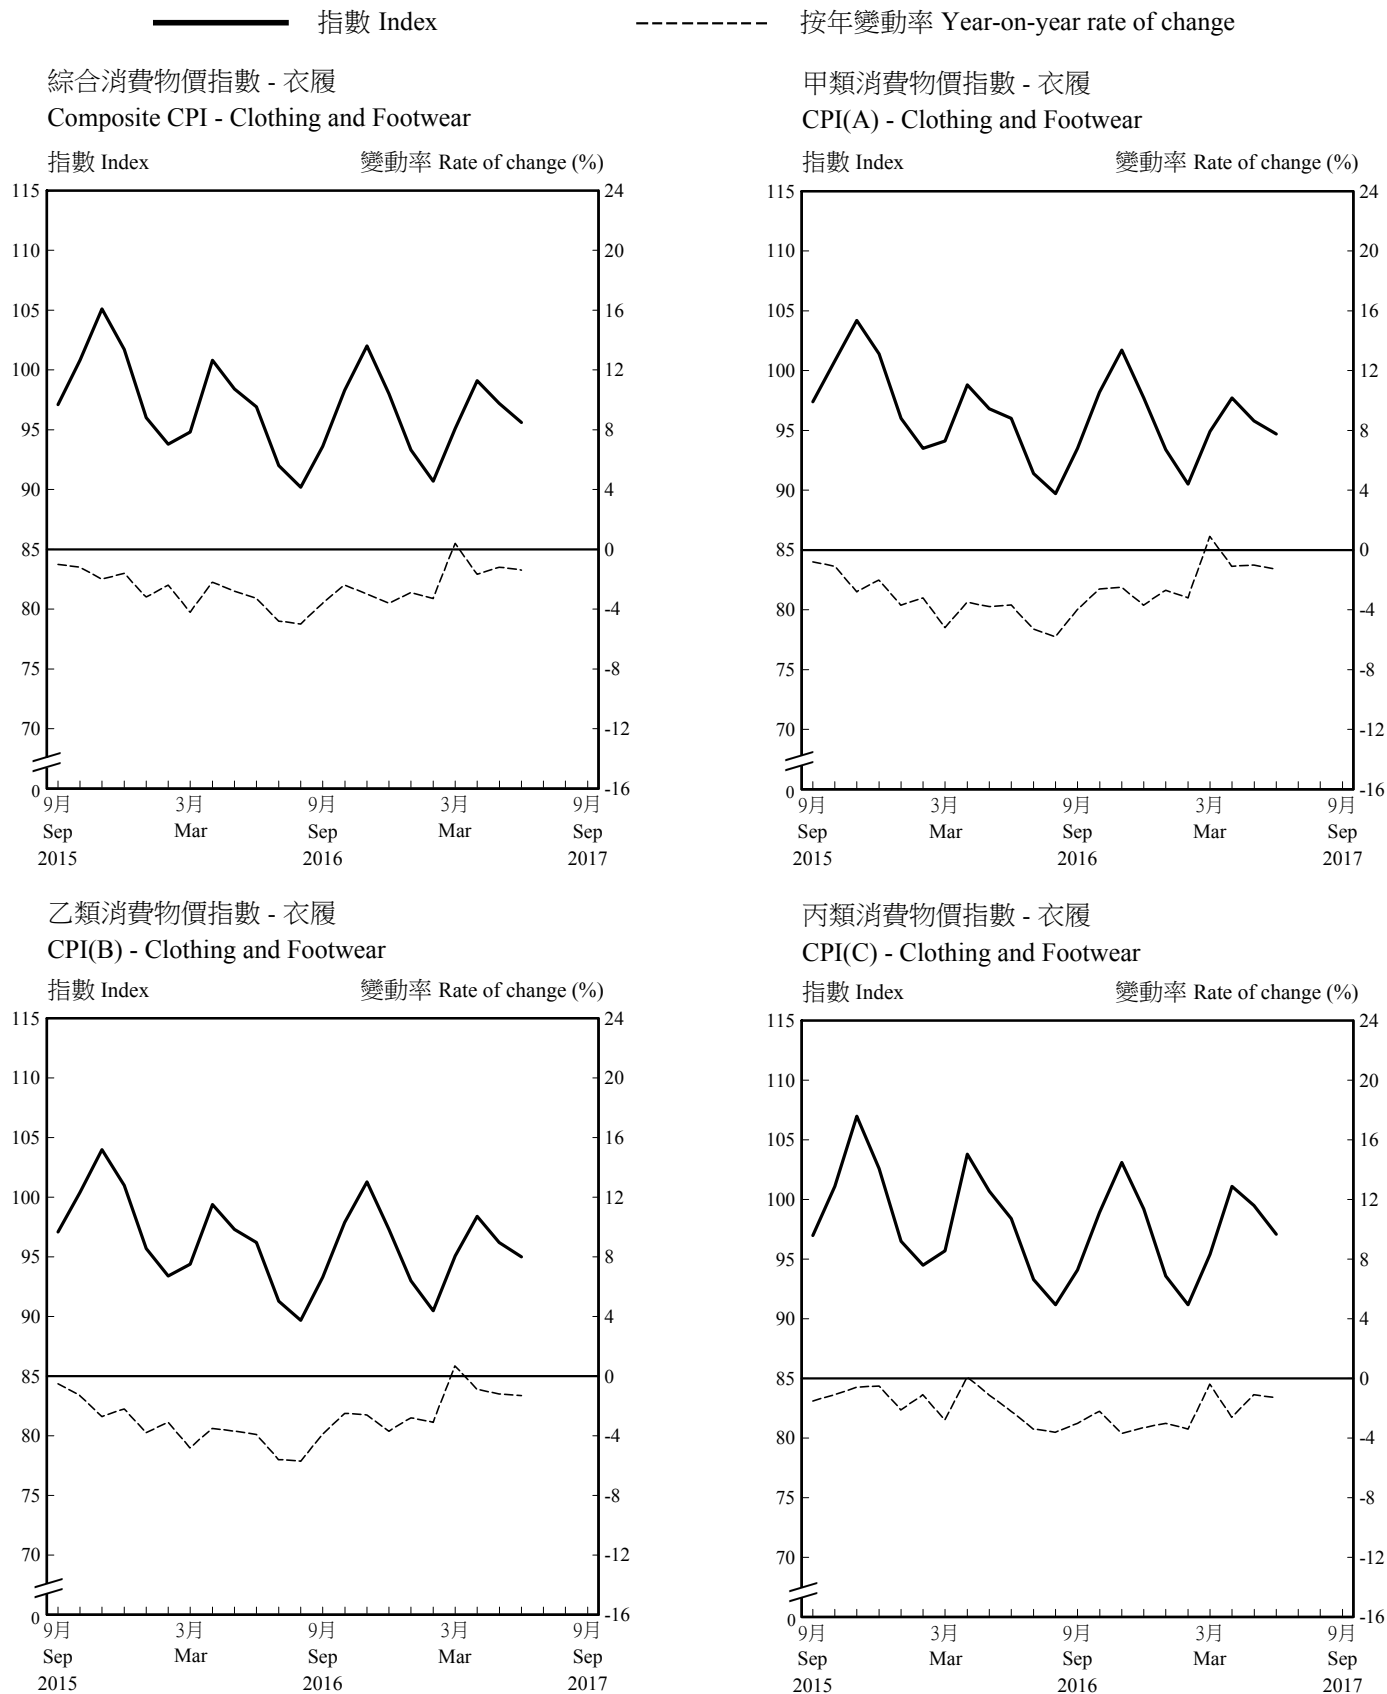 指數 Index
按年變動率 Year-on-year rate of change
綜合消費物價指數 - 衣履
Composite CPI - Clothing and Footwear
指數 Index 變動率 Rate of change (%)
115 24
110 20
105 16
100 12
95 8
90 4
85 0
80 -4
75 -8
70 -12
0 -16
9月 3月 9月 3月 9月
Sep Mar Sep Mar Sep
2015 2016 2017
甲類消費物價指數 - 衣履
CPI(A) - Clothing and Footwear
指數 Index 變動率 Rate of change (%)
115 24
110 20
105 16
100 12
95 8
90 4
85 0
80 -4
75 -8
70 -12
0 -16
9月 3月 9月 3月 9月
Sep Mar Sep Mar Sep
2015 2016 2017
乙類消費物價指數 - 衣履
CPI(B) - Clothing and Footwear
指數 Index 變動率 Rate of change (%)
115 24
110 20
105 16
100 12
95 8
90 4
85 0
80 -4
75 -8
70 -12
0 -16
9月 3月 9月 3月 9月
Sep Mar Sep Mar Sep
2015 2016 2017
丙類消費物價指數 - 衣履
CPI(C) - Clothing and Footwear
指數 Index 變動率 Rate of change (%)
115 24
110 20
105 16
100 12
95 8
90 4
85 0
80 -4
75 -8
70 -12
0 -16
9月 3月 9月 3月 9月
Sep Mar Sep Mar Sep
2015 2016 2017